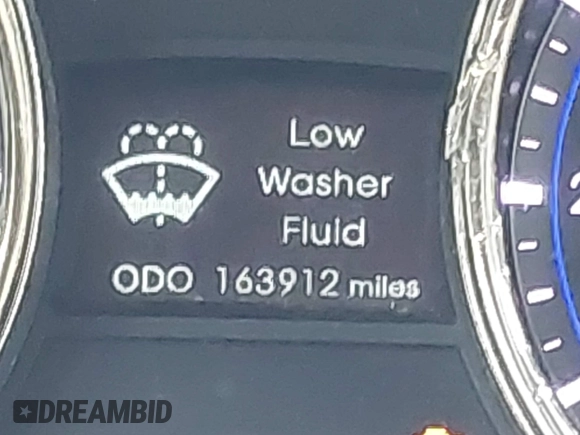 Low
Washer
Fluid
ODO 163912 miles
DREAMBID